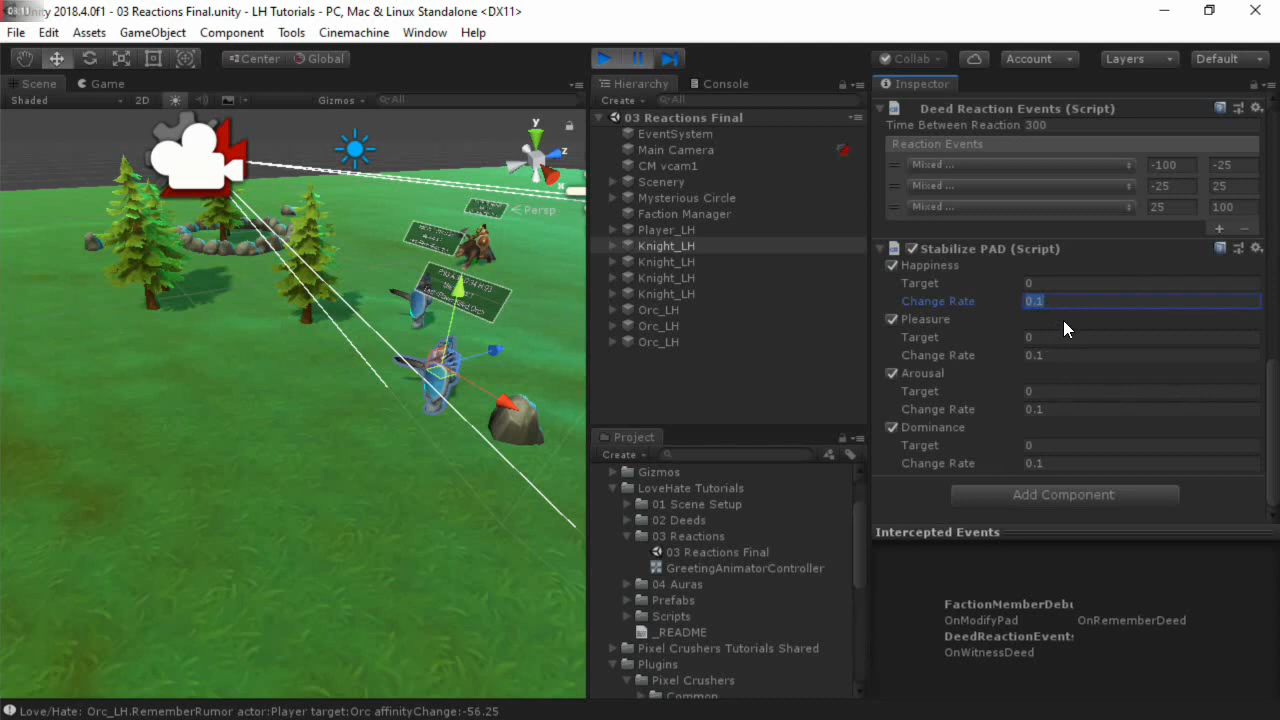 03:11 Unity 2018.4.0f1 - 03 Reactions Final.unity - LH Tutorials - PC, Mac & Linux Standalone <DX11>
File Edit Assets GameObject Component Tools Cinemachine Window Help
Center Global Collab Account Layers Default
Scene Game Hierarchy Console Inspector
Shaded 2D Gizmos All Create All
y
z
x
Persp
03 Reactions Final
EventSystem
Main Camera
CM vcam1
Scenery
Mysterious Circle
Faction Manager
Player_LH
Knight_LH
Knight_LH
Knight_LH
Knight_LH
Orc_LH
Orc_LH
Orc_LH
Project
Create
Gizmos
LoveHate Tutorials
01 Scene Setup
02 Deeds
03 Reactions
03 Reactions Final
GreetingAnimatorController
04 Auras
Prefabs
Scripts
_README
Pixel Crushers Tutorials Shared
Plugins
Pixel Crushers
Common
Deed Reaction Events (Script)
Time Between Reaction 300
Reaction Events
Mixed ... -100 -25
Mixed ... -25 25
Mixed ... 25 100
Stabilize PAD (Script)
Happiness
Target 0
Change Rate 0.1
Pleasure
Target 0
Change Rate 0.1
Arousal
Target 0
Change Rate 0.1
Dominance
Target 0
Change Rate 0.1
Add Component
Intercepted Events
FactionMemberDebu
OnModifyPad OnRememberDeed
DeedReactionEvents
OnWitnessDeed
Love/Hate: Orc_LH.RememberRumor actor:Player target:Orc affinityChange:-56.25